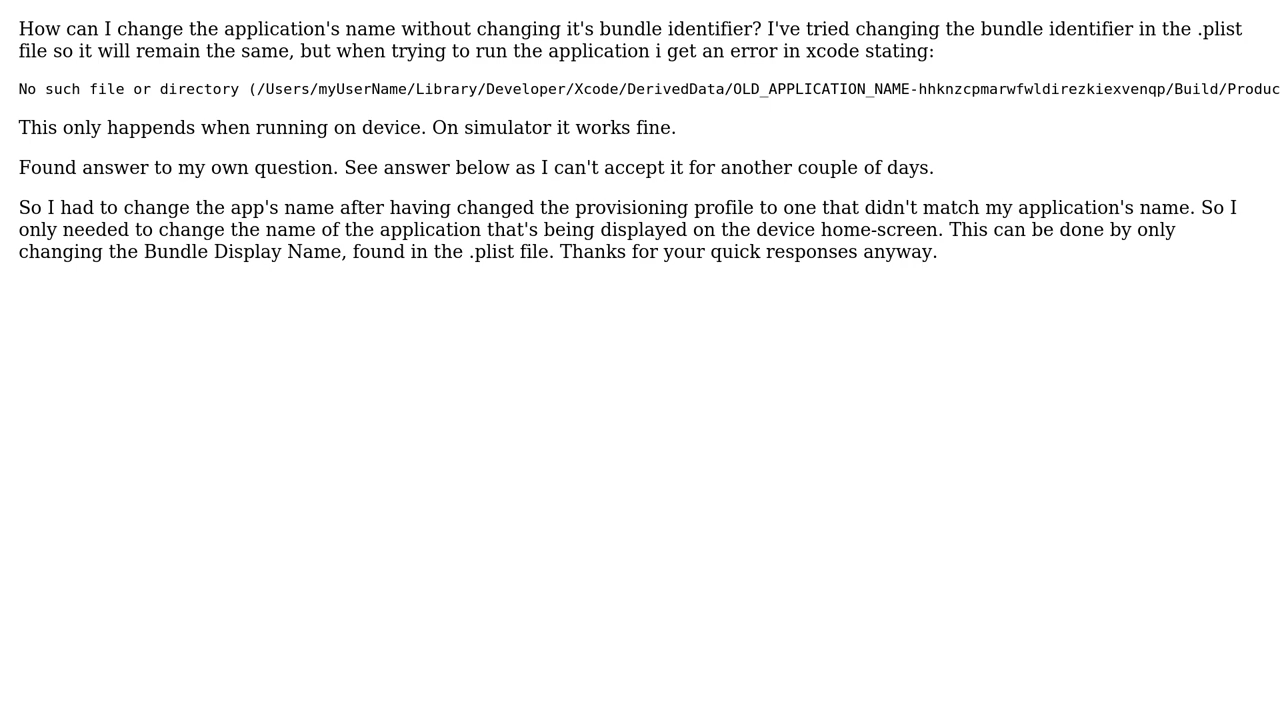 How can I change the application's name without changing it's bundle identifier? I've tried changing the bundle identifier in the .plist
file so it will remain the same, but when trying to run the application i get an error in xcode stating:
No such file or directory (/Users/myUserName/Library/Developer/Xcode/DerivedData/OLD_APPLICATION_NAME-hhknzcpmarwfwldirezkiexvenqp/Build/Produc
This only happends when running on device. On simulator it works fine.
Found answer to my own question. See answer below as I can't accept it for another couple of days.
So I had to change the app's name after having changed the provisioning profile to one that didn't match my application's name. So I
only needed to change the name of the application that's being displayed on the device home-screen. This can be done by only
changing the Bundle Display Name, found in the .plist file. Thanks for your quick responses anyway.